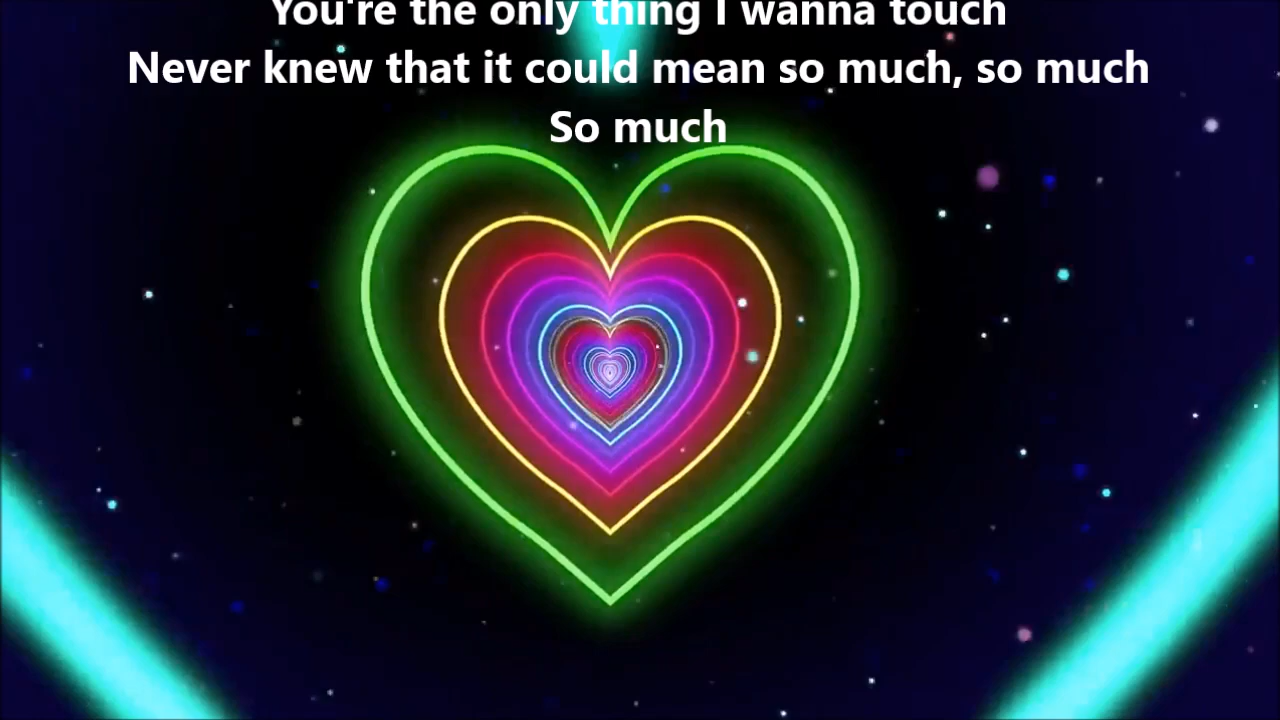 You're the only thing I wanna touch
Never knew that it could mean so much, so much
So much